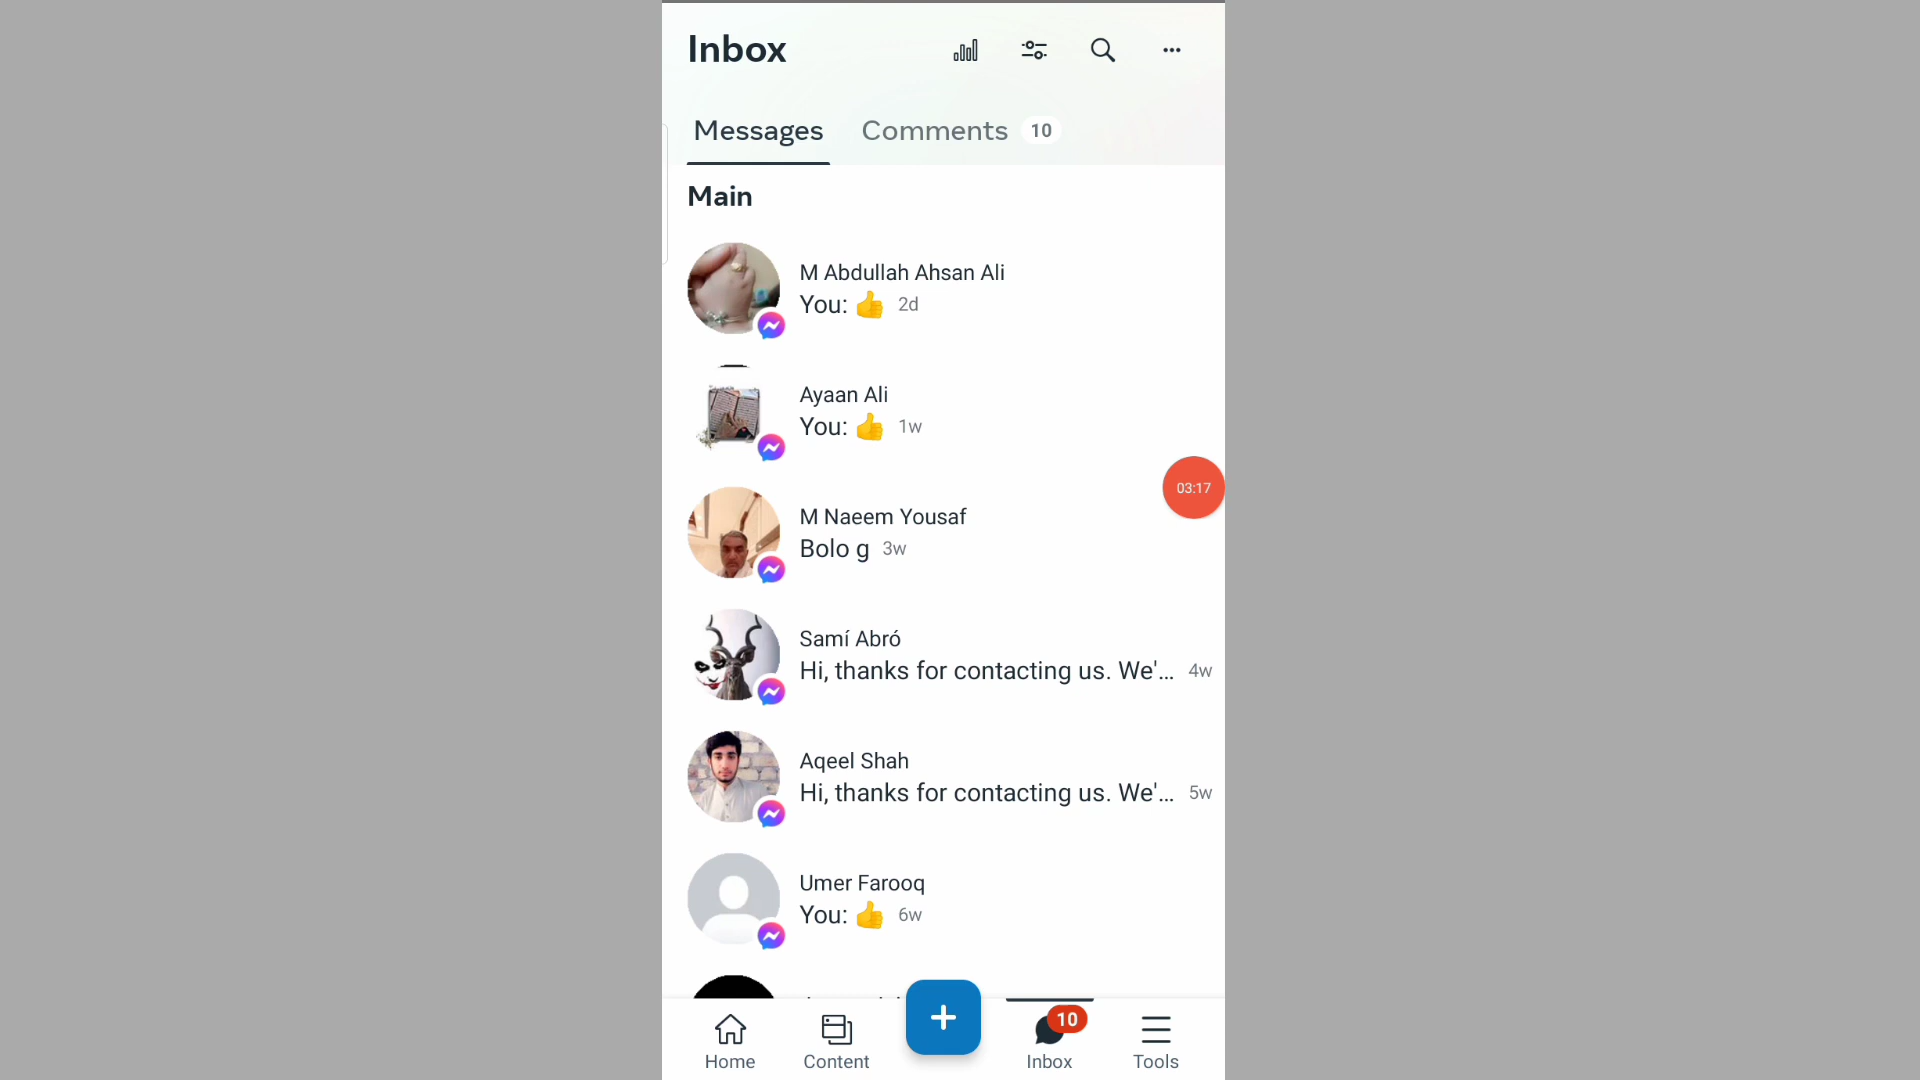 Inbox
Messages Comments 10
Main
M Abdullah Ahsan Ali
You: 👍 2d
Ayaan Ali
You: 👍 1w
03:17
M Naeem Yousaf
Bolo g 3w
Samí Abró
Hi, thanks for contacting us. We'... 4w
Aqeel Shah
Hi, thanks for contacting us. We'... 5w
Umer Farooq
You: 👍 6w
10
Home Content Inbox Tools